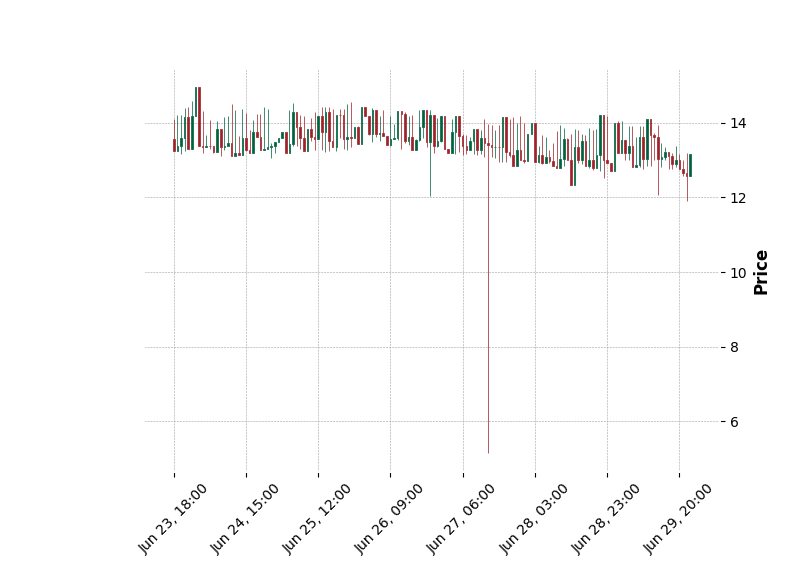 14
12
10
8
6
Price
Jun 23, 18:00
Jun 24, 15:00
Jun 25, 12:00
Jun 26, 09:00
Jun 27, 06:00
Jun 28, 03:00
Jun 28, 23:00
Jun 29, 20:00